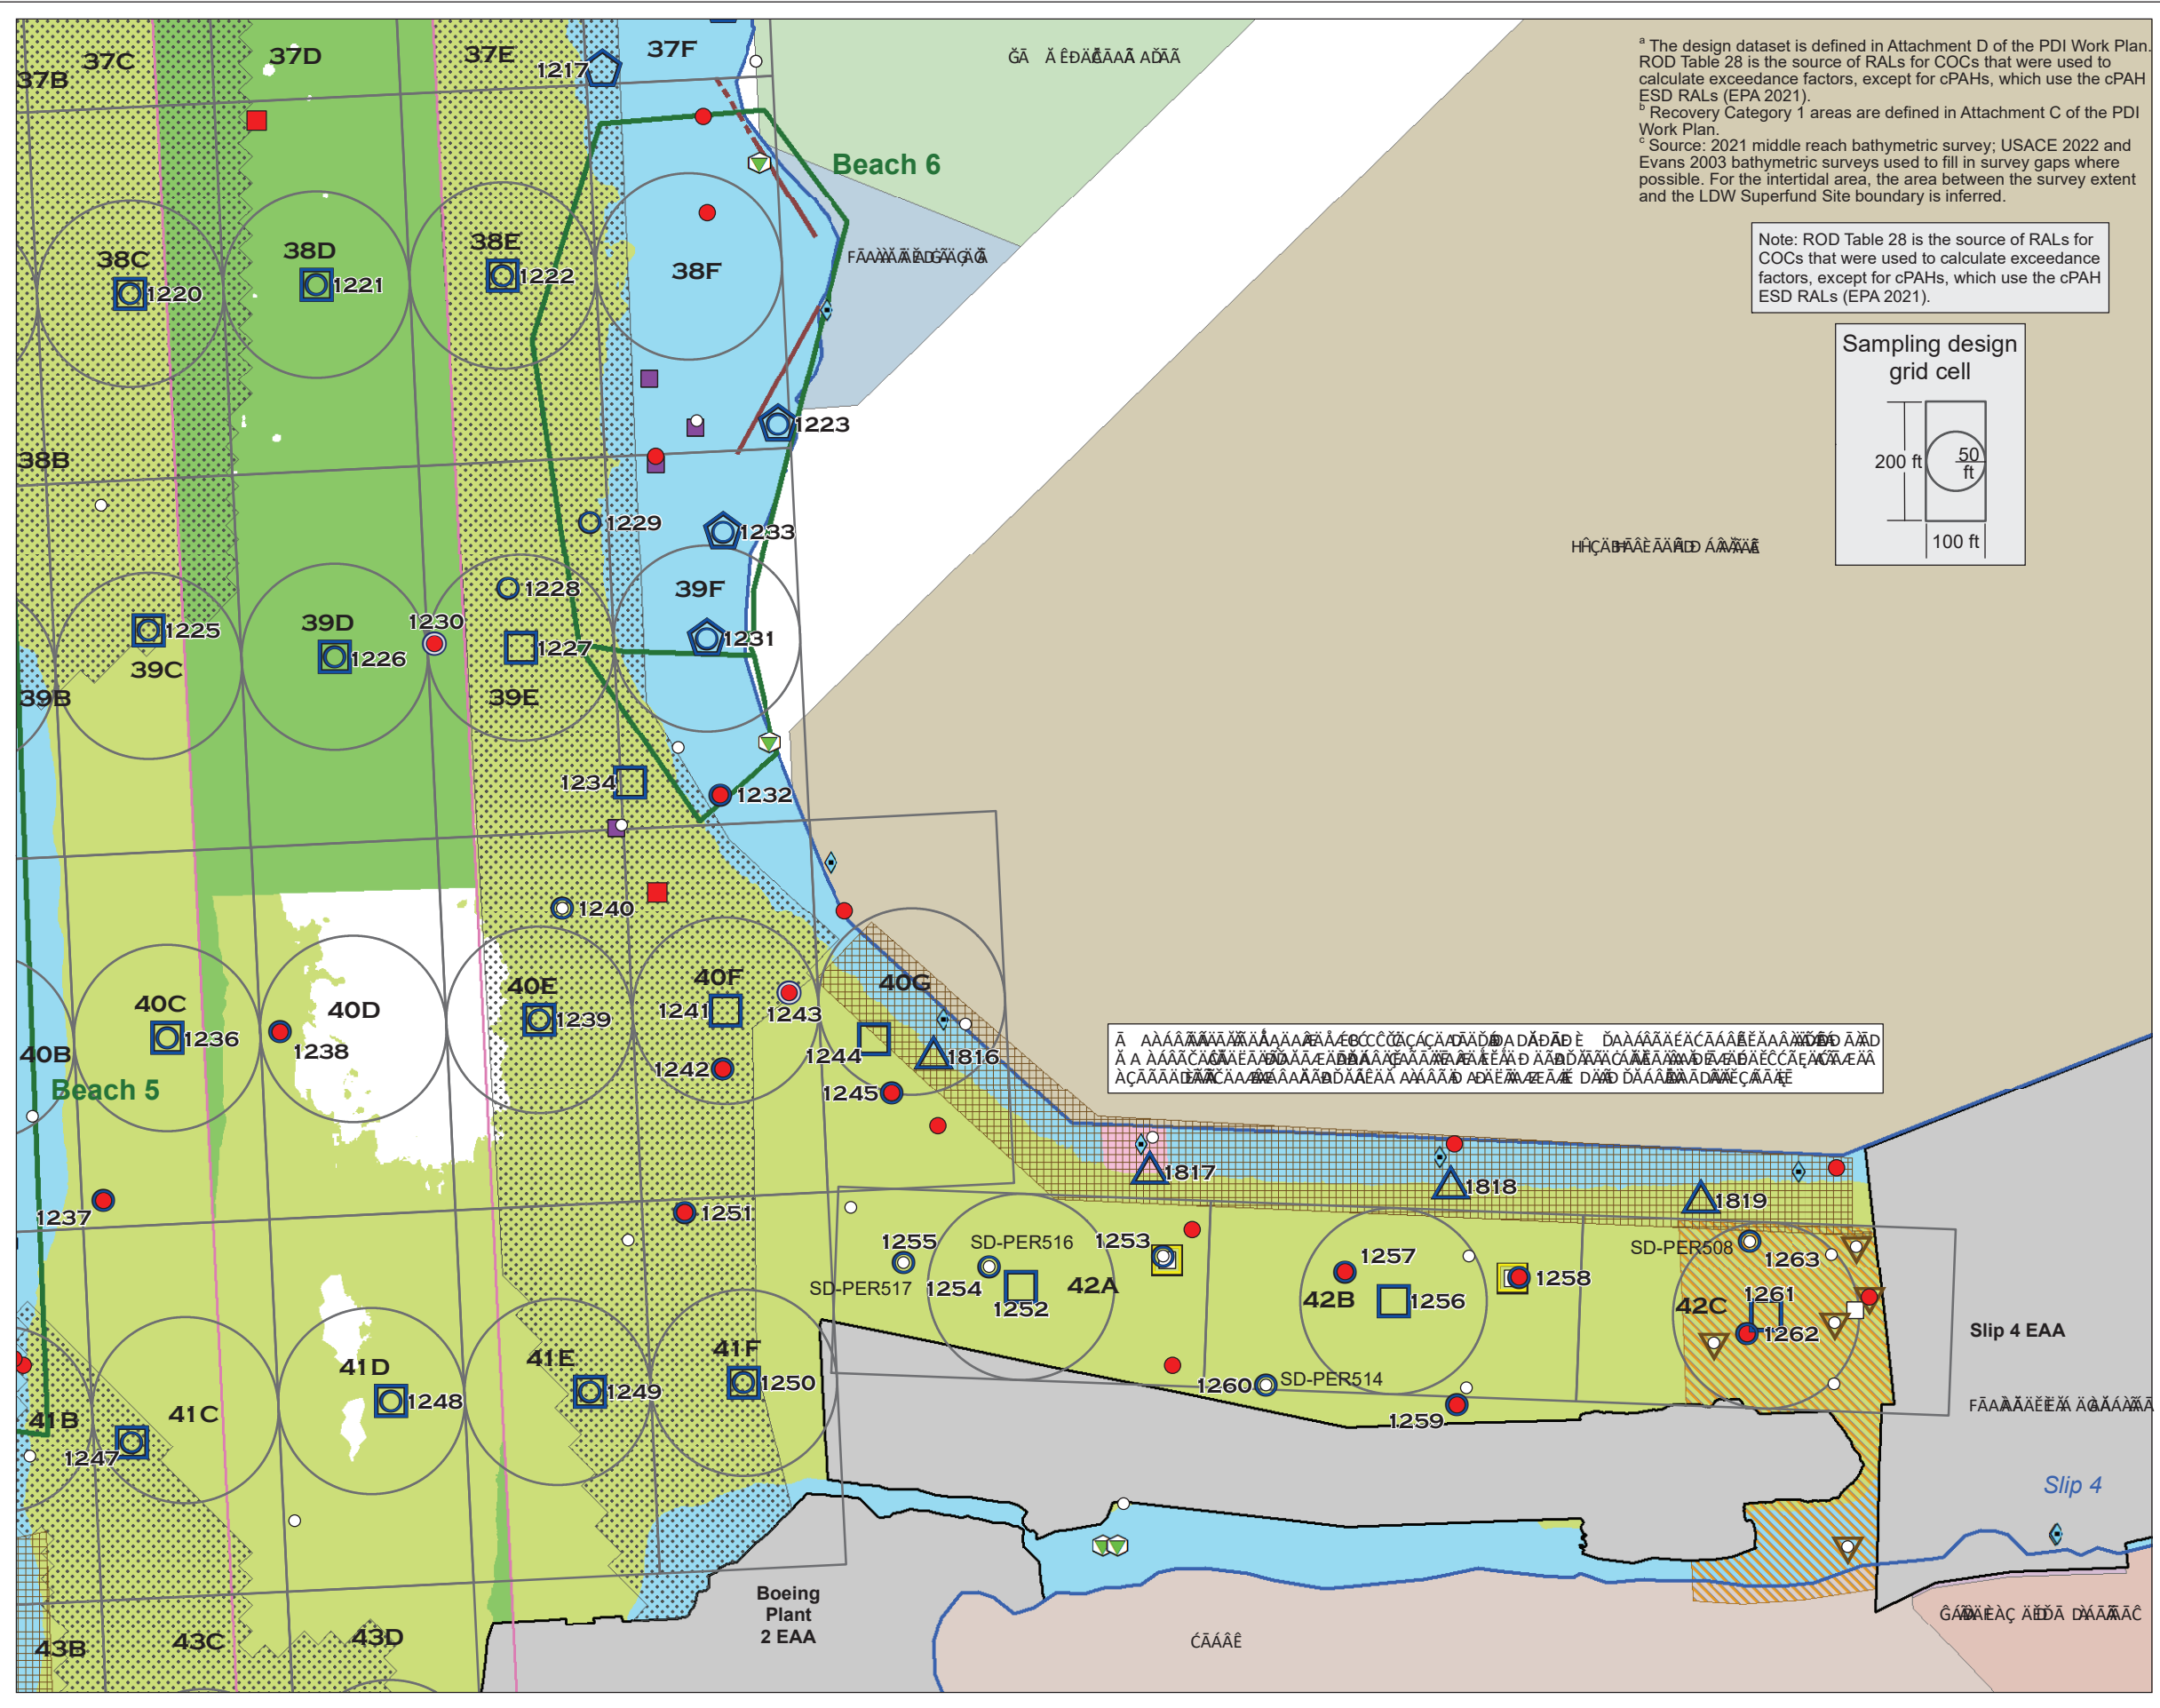 37B
37C
37D
37E
37F
1217
Beach 6
a The design dataset is defined in Attachment D of the PDI Work Plan.
ROD Table 28 is the source of RALs for COCs that were used to
calculate exceedance factors, except for cPAHs, which use the cPAH
ESD RALs (EPA 2021).
b Recovery Category 1 areas are defined in Attachment C of the PDI
Work Plan.
c Source: 2021 middle reach bathymetric survey; USACE 2022 and
Evans 2003 bathymetric surveys used to fill in survey gaps where
possible. For the intertidal area, the area between the survey extent
and the LDW Superfund Site boundary is inferred.
Note: ROD Table 28 is the source of RALs for
COCs that were used to calculate exceedance
factors, except for cPAHs, which use the cPAH
ESD RALs (EPA 2021).
Sampling design
grid cell
200 ft
50
ft
100 ft
38C
38D
38E
38F
1220
1221
1222
1223
38B
1229
1233
1228
39F
39D
1230
1225
1226
1227
1231
39C
39E
39B
1234
1232
1240
40C
40D
40E
40F
40G
1236
1238
1239
1241
1243
1244
1816
40B
Beach 5
1242
1245
1817
1818
1819
1237
1251
1255
SD-PER516
1253
SD-PER517
1254
1252
42A
1257
42B
1256
1258
SD-PER508
1263
1261
42C
1262
Slip 4 EAA
41D
41E
41F
1248
1249
1250
1260
SD-PER514
1259
41B
41C
1247
Slip 4
Boeing
Plant
2 EAA
43B
43C
43D